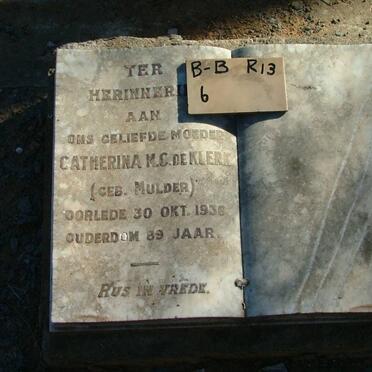 TER
HERINNERI
AAN
ONS GELIEFDE MOEDER
CATHERINA M.C. DE KLERK
(GEB. MULDER)
OORLEDE 30 OKT. 1936
OUDERDOM 89 JAAR.
RUS IN VREDE.
B-B R13
6